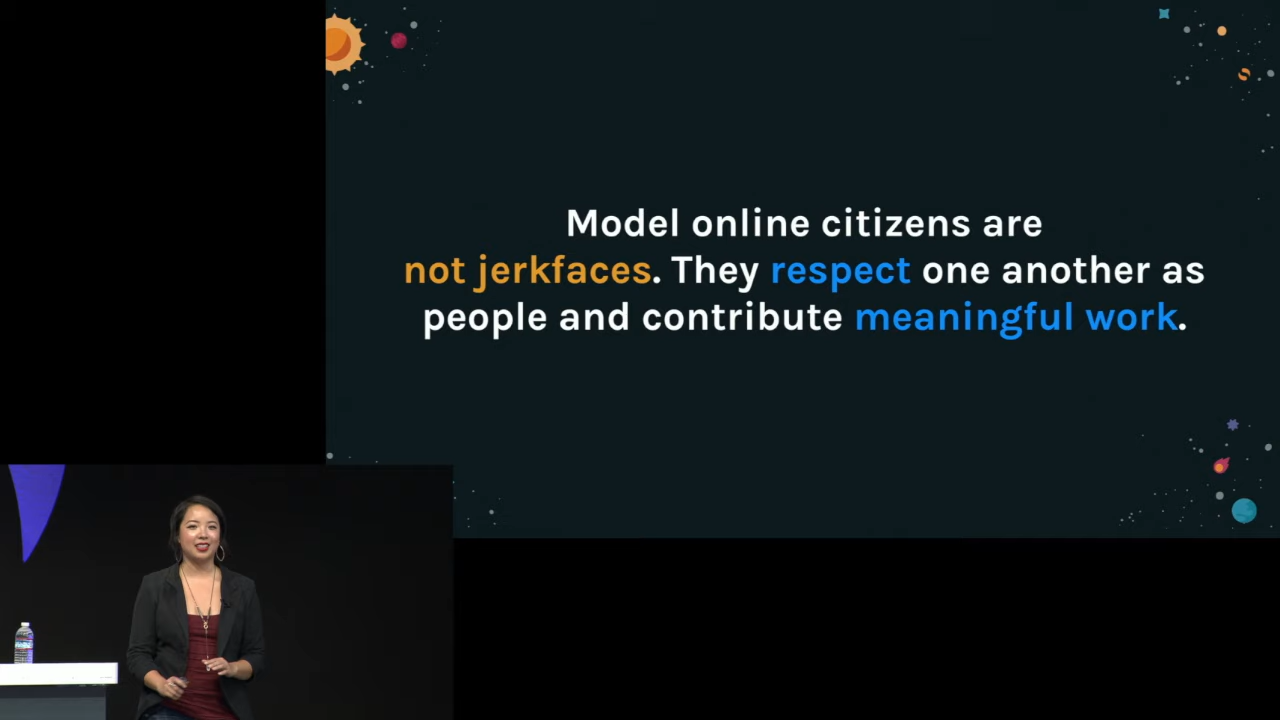 Model online citizens are
not jerkfaces. They respect one another as
people and contribute meaningful work.